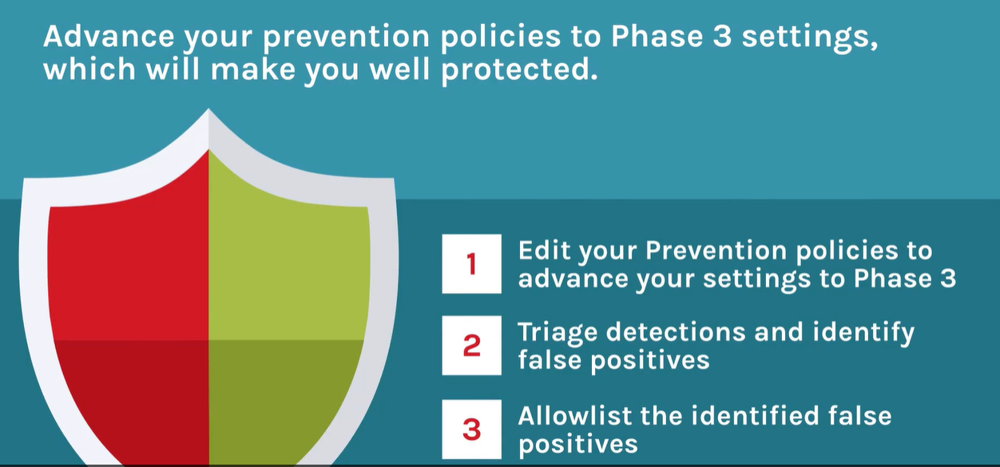 Advance your prevention policies to Phase 3 settings,
which will make you well protected.
1
Edit your Prevention policies to
advance your settings to Phase 3
2
Triage detections and identify
false positives
3
Allowlist the identified false
positives